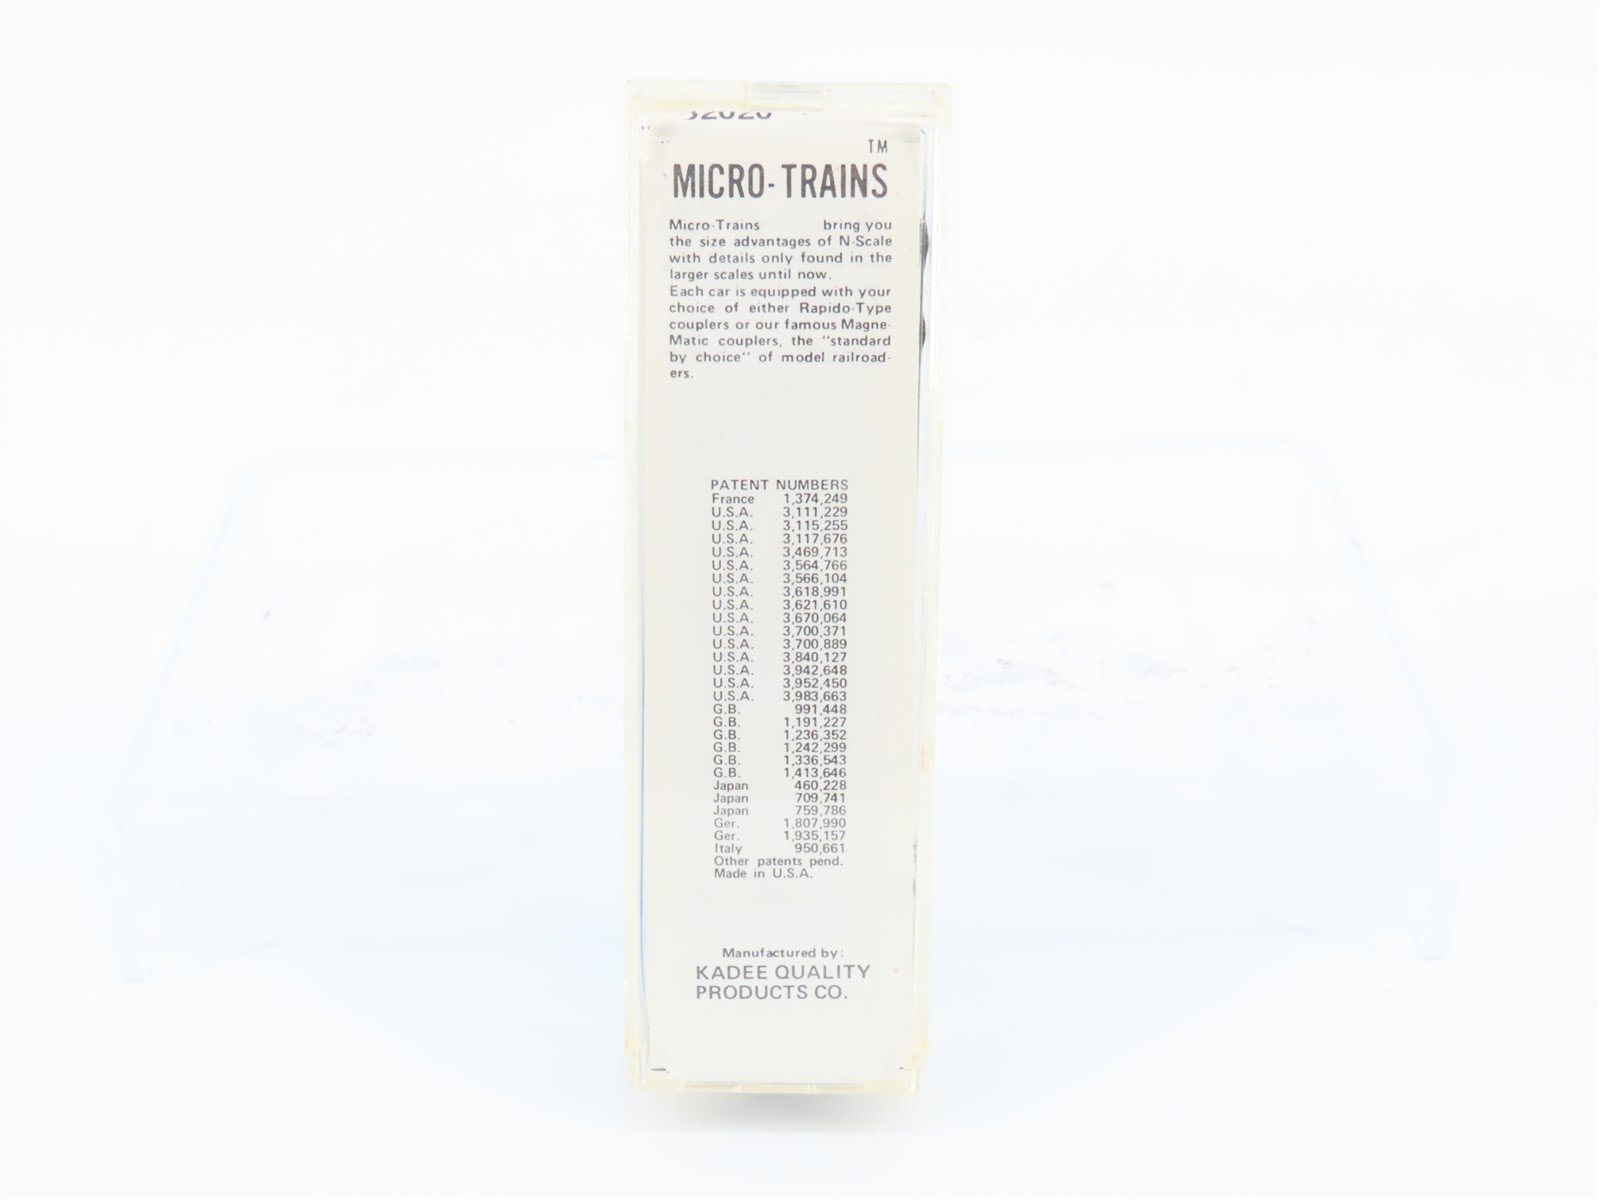 TM
MICRO-TRAINS
Micro-Trains bring you
the size advantages of N-Scale
with details only found in the
larger scales until now.
Each car is equipped with your
choice of either Rapido-Type
couplers or our famous Magne-
Matic couplers, the "standard
by choice" of model railroad-
ers.
PATENT NUMBERS
France 1,374,249
U.S.A. 3,111,229
U.S.A. 3,115,255
U.S.A. 3,117,676
U.S.A. 3,469,713
U.S.A. 3,564,766
U.S.A. 3,566,104
U.S.A. 3,618,991
U.S.A. 3,621,610
U.S.A. 3,670,064
U.S.A. 3,700,371
U.S.A. 3,700,889
U.S.A. 3,840,127
U.S.A. 3,942,648
U.S.A. 3,952,450
U.S.A. 3,983,663
G.B. 991,448
G.B. 1,191,227
G.B. 1,236,352
G.B. 1,242,299
G.B. 1,336,543
G.B. 1,413,646
Japan 460,228
Japan 709,741
Japan 759,786
Ger. 1,807,990
Ger. 1,935,157
Italy 950,661
Other patents pend.
Made in U.S.A.
Manufactured by:
KADEE QUALITY
PRODUCTS CO.